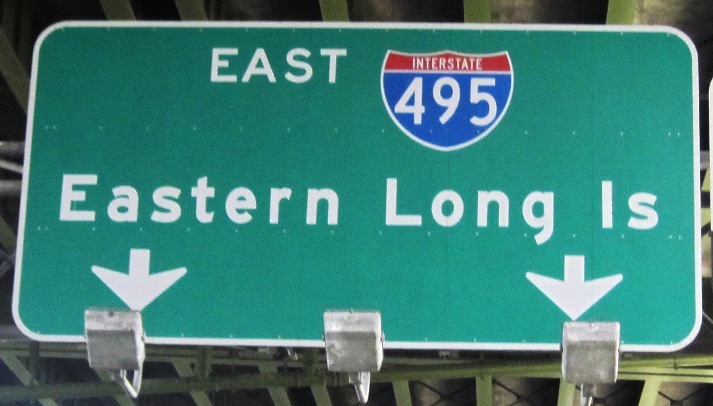 EAST
INTERSTATE
495
Eastern Long Is